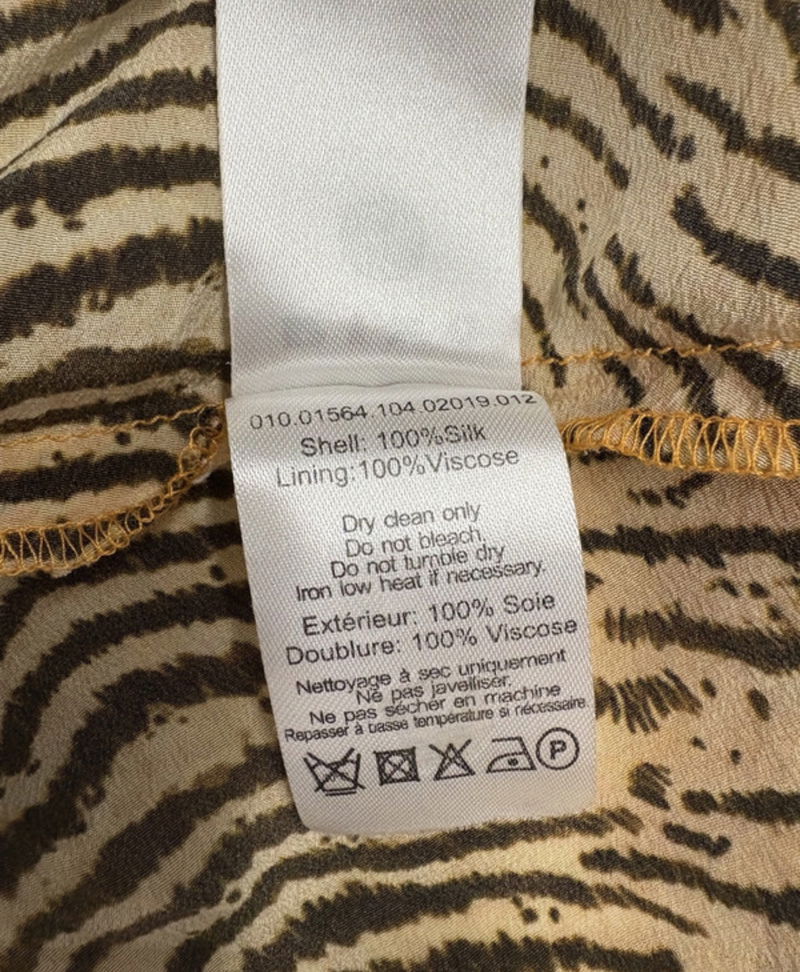 010.01564.104.02019.012
Shell: 100%Silk
Lining:100%Viscose
Dry clean only
Do not bleach.
Do not tumble dry
Iron low heat if necessary.
Extérieur: 100% Soie
Doublure: 100% Viscose
Nettoyage à sec uniquement
Ne pas javelliser.
Ne pas sécher en machine
Repasser à basse température si nécessaire.
P